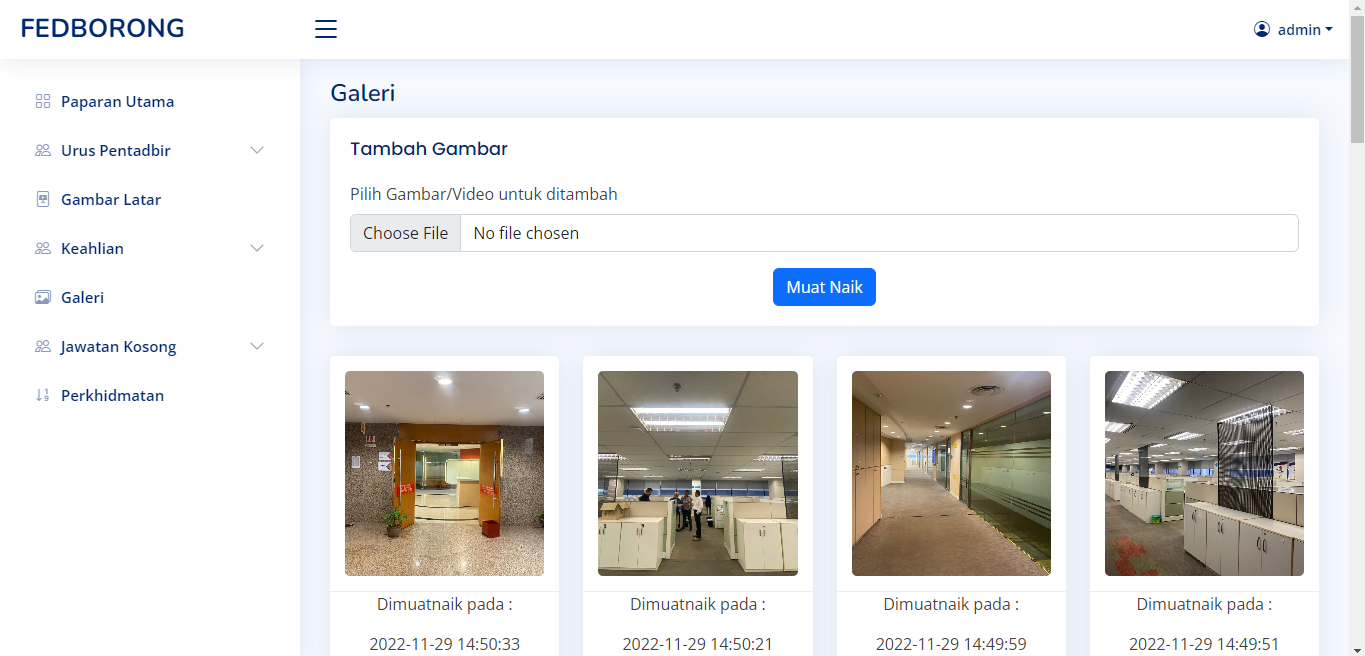 FEDBORONG
admin
Paparan Utama
Urus Pentadbir
Gambar Latar
Keahlian
Galeri
Jawatan Kosong
Perkhidmatan
Galeri
Tambah Gambar
Pilih Gambar/Video untuk ditambah
Choose File No file chosen
Muat Naik
Dimuatnaik pada :
2022-11-29 14:50:33
Dimuatnaik pada :
2022-11-29 14:50:21
Dimuatnaik pada :
2022-11-29 14:49:59
Dimuatnaik pada :
2022-11-29 14:49:51